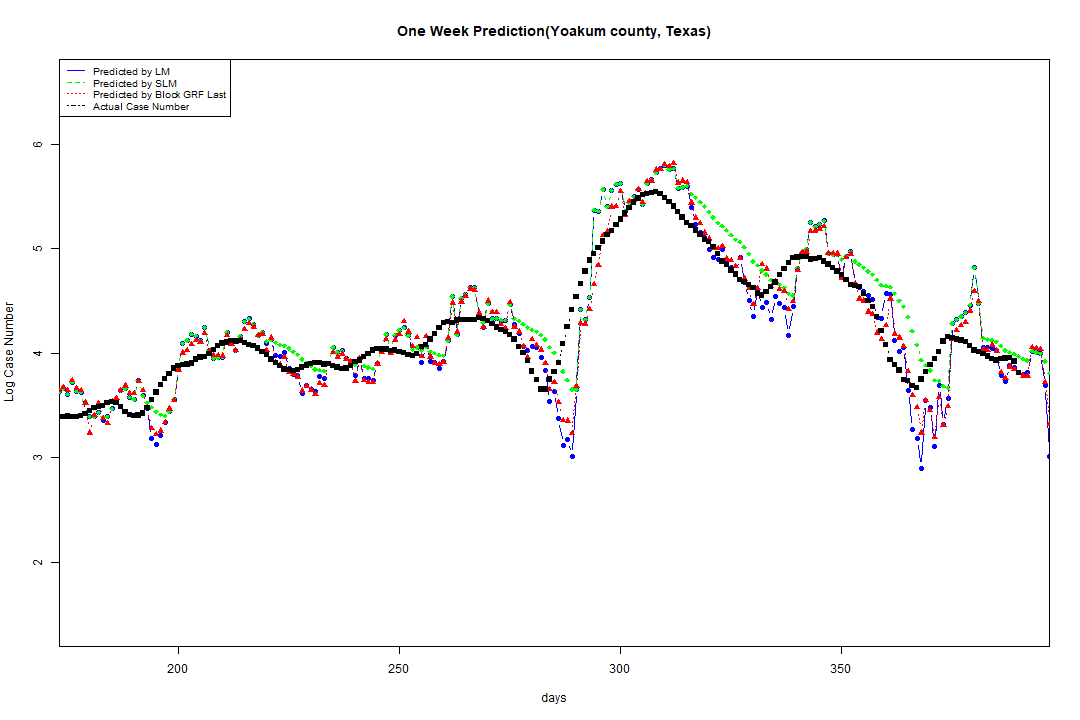 One Week Prediction(Yoakum county, Texas)
Predicted by LM
Predicted by SLM
Predicted by Block GRF Last
Actual Case Number
6
5
4
3
2
Log Case Number
200 250 300 350
days